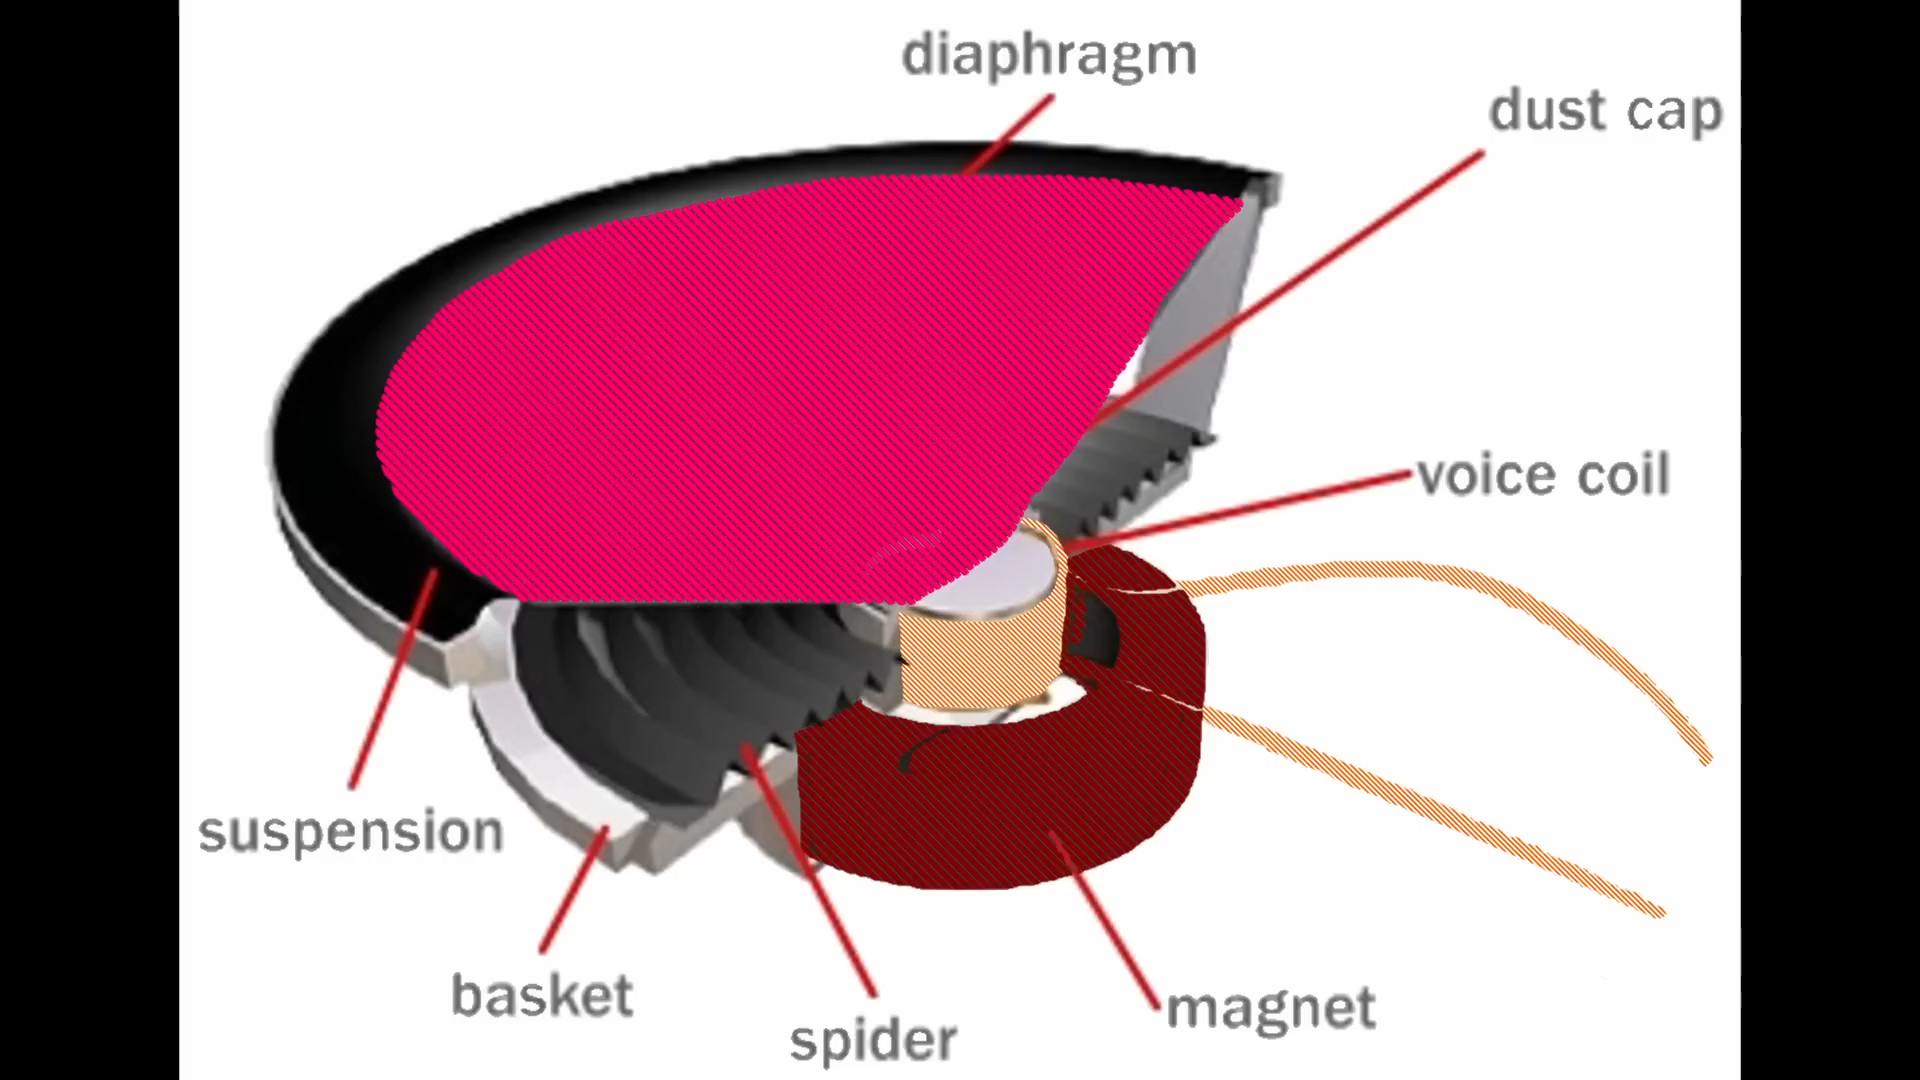 diaphragm
dust cap
voice coil
suspension
basket
spider
magnet